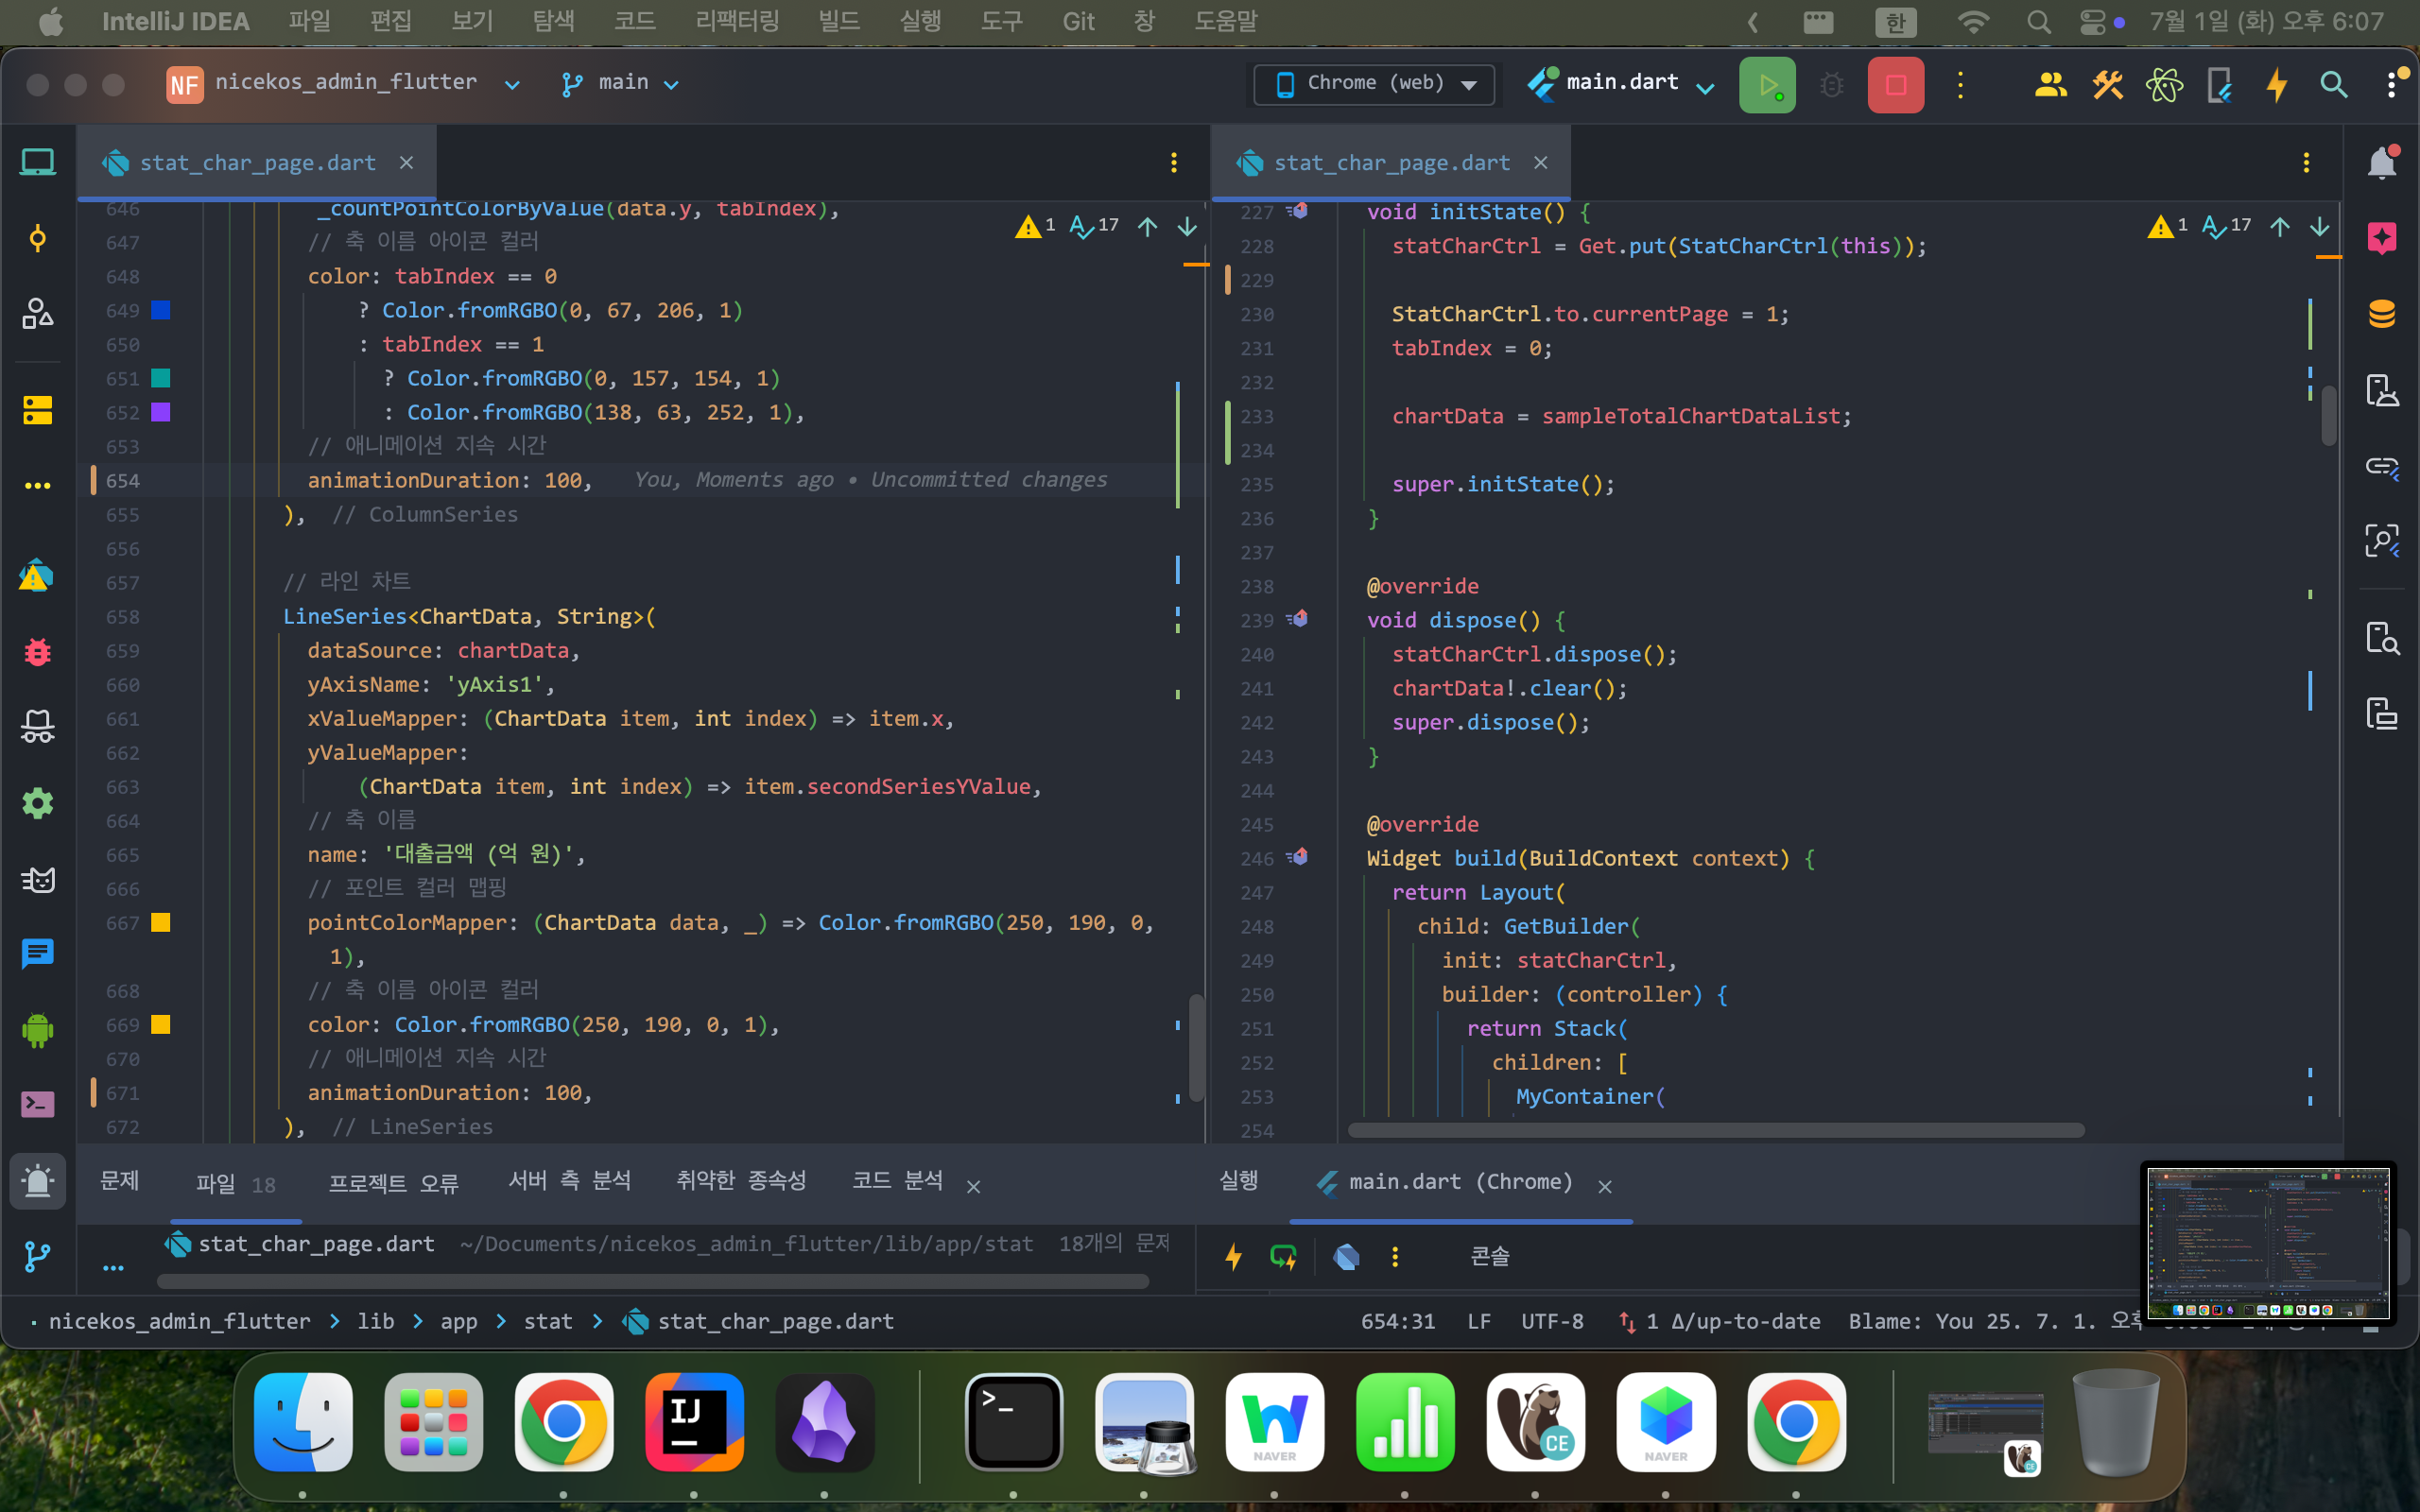 IntelliJ IDEA 파일 편집 보기 탐색 코드 리팩터링 빌드 실행 도구 Git 창 도움말 한 7월 1일 (화) 오후 6:07
NF nicekos_admin_flutter main Chrome (web) main.dart
stat_char_page.dart
646 _countPointColorByValue(data.y, tabIndex),
647 // 축 이름 아이콘 컬러
648 color: tabIndex == 0
649 ? Color.fromRGBO(0, 67, 206, 1)
650 : tabIndex == 1
651 ? Color.fromRGBO(0, 157, 154, 1)
652 : Color.fromRGBO(138, 63, 252, 1),
653 // 애니메이션 지속 시간
654 animationDuration: 100, You, Moments ago • Uncommitted changes
655 ), // ColumnSeries
656
657 // 라인 차트
658 LineSeries<ChartData, String>(
659 dataSource: chartData,
660 yAxisName: 'yAxis1',
661 xValueMapper: (ChartData item, int index) => item.x,
662 yValueMapper:
663 (ChartData item, int index) => item.secondSeriesYValue,
664 // 축 이름
665 name: '대출금액 (억 원)',
666 // 포인트 컬러 맵핑
667 pointColorMapper: (ChartData data, _) => Color.fromRGBO(250, 190, 0,
1),
668 // 축 이름 아이콘 컬러
669 color: Color.fromRGBO(250, 190, 0, 1),
670 // 애니메이션 지속 시간
671 animationDuration: 100,
672 ), // LineSeries
1 17
stat_char_page.dart
227 void initState() {
228 statCharCtrl = Get.put(StatCharCtrl(this));
229
230 StatCharCtrl.to.currentPage = 1;
231 tabIndex = 0;
232
233 chartData = sampleTotalChartDataList;
234
235 super.initState();
236 }
237
238 @override
239 void dispose() {
240 statCharCtrl.dispose();
241 chartData!.clear();
242 super.dispose();
243 }
244
245 @override
246 Widget build(BuildContext context) {
247 return Layout(
248 child: GetBuilder(
249 init: statCharCtrl,
250 builder: (controller) {
251 return Stack(
252 children: [
253 MyContainer(
254
1 17
문제 파일 18 프로젝트 오류 서버 측 분석 취약한 종속성 코드 분석
stat_char_page.dart ~/Documents/nicekos_admin_flutter/lib/app/stat 18개의 문제
실행 main.dart (Chrome)
콘솔
nicekos_admin_flutter > lib > app > stat > stat_char_page.dart 654:31 LF UTF-8 1 Δ/up-to-date Blame: You 25. 7. 1. 오후
IJ
>_
NAVER
CE
NAVER
CE